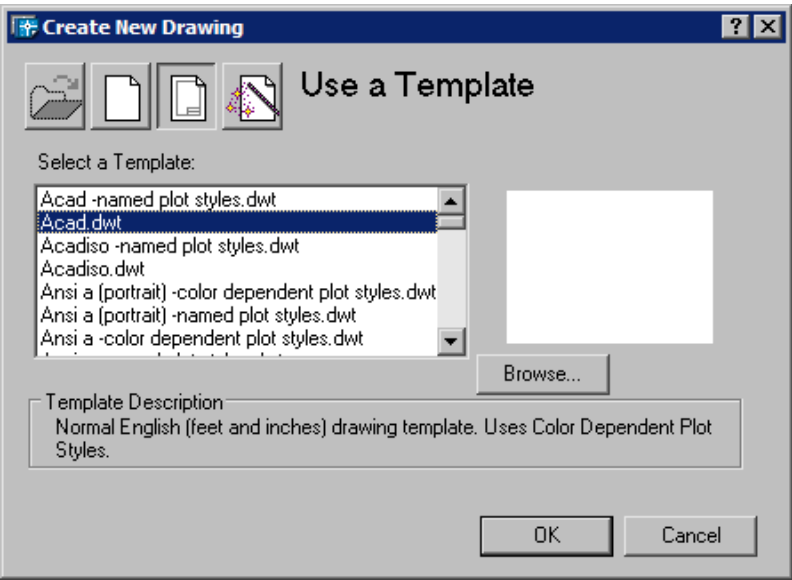 Create New Drawing
Use a Template
Select a Template:
Acad -named plot styles.dwt
Acad.dwt
Acadiso -named plot styles.dwt
Acadiso.dwt
Ansi a (portrait) -color dependent plot styles.dwt
Ansi a (portrait) -named plot styles.dwt
Ansi a -color dependent plot styles.dwt
Browse...
Template Description
Normal English (feet and inches) drawing template. Uses Color Dependent Plot
Styles.
OK
Cancel